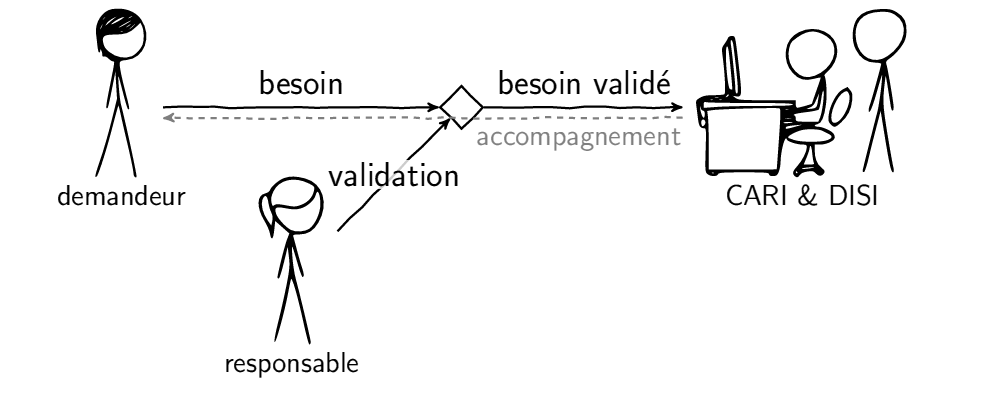 besoin
besoin validé
accompagnement
validation
demandeur
CARI & DISI
responsable